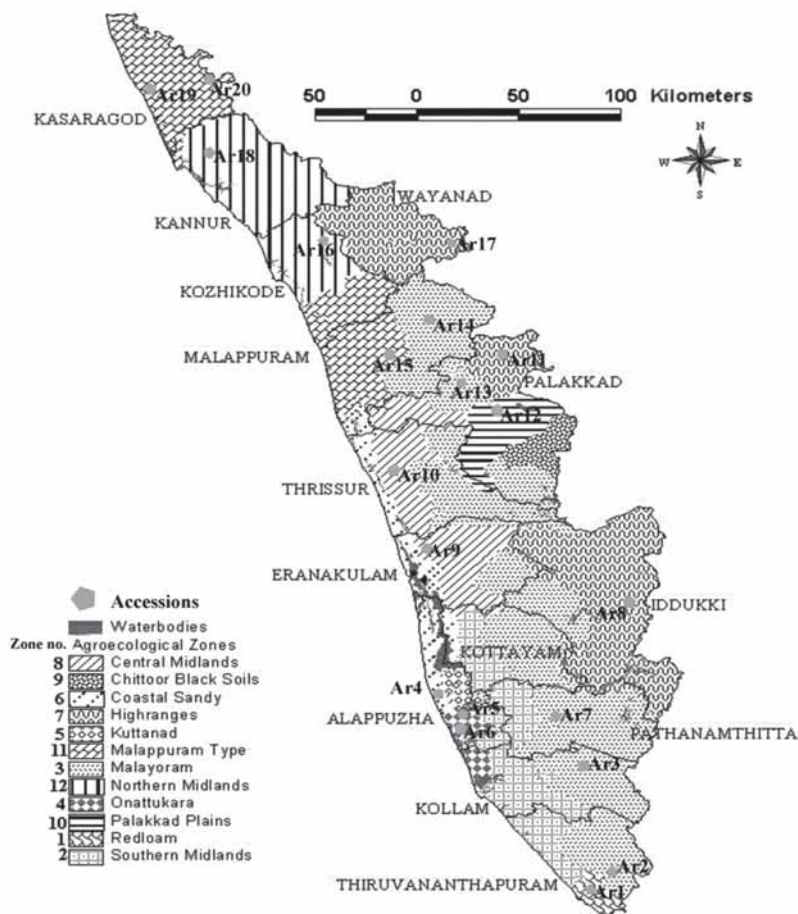 Ar19
Ar20
KASARAGOD
50 0 50 100 Kilometers
N
W E
S
Ar18
KANNUR
WAYANAD
Ar16
Ar17
KOZHIKODE
Ar14
MALAPPURAM
Ar15
Ar11
Ar13
PALAKKAD
Ar12
Ar10
THRISSUR
Ar9
ERANAKULAM
Ar8
IDDUKKI
KOTTAYAM
Ar4
Ar5
ALAPPUZHA
Ar6
Ar7
PATHANAMTHITTA
Ar3
KOLLAM
Ar2
THIRUVANANTHAPURAM
Ar1
Accessions
Waterbodies
Zone no. Agroecological Zones
8 Central Midlands
9 Chittoor Black Soils
6 Coastal Sandy
7 Highranges
5 Kuttanad
11 Malappuram Type
3 Malayoram
12 Northern Midlands
4 Onattukara
10 Palakkad Plains
1 Redloam
2 Southern Midlands